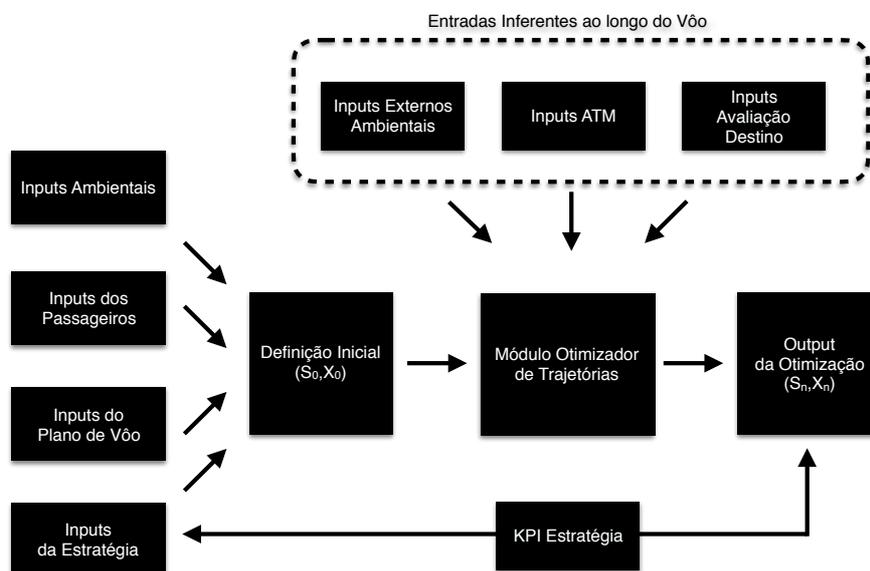 Entradas Inferentes ao longo do Vôo
Inputs Externos
Ambientais
Inputs ATM
Inputs
Avaliação
Destino
Inputs Ambientais
Inputs dos
Passageiros
Inputs do
Plano de Vôo
Inputs
da Estratégia
Definição Inicial
(S₀,X₀)
Módulo Otimizador
de Trajetórias
Output
da Otimização
(Sₙ,Xₙ)
KPI Estratégia